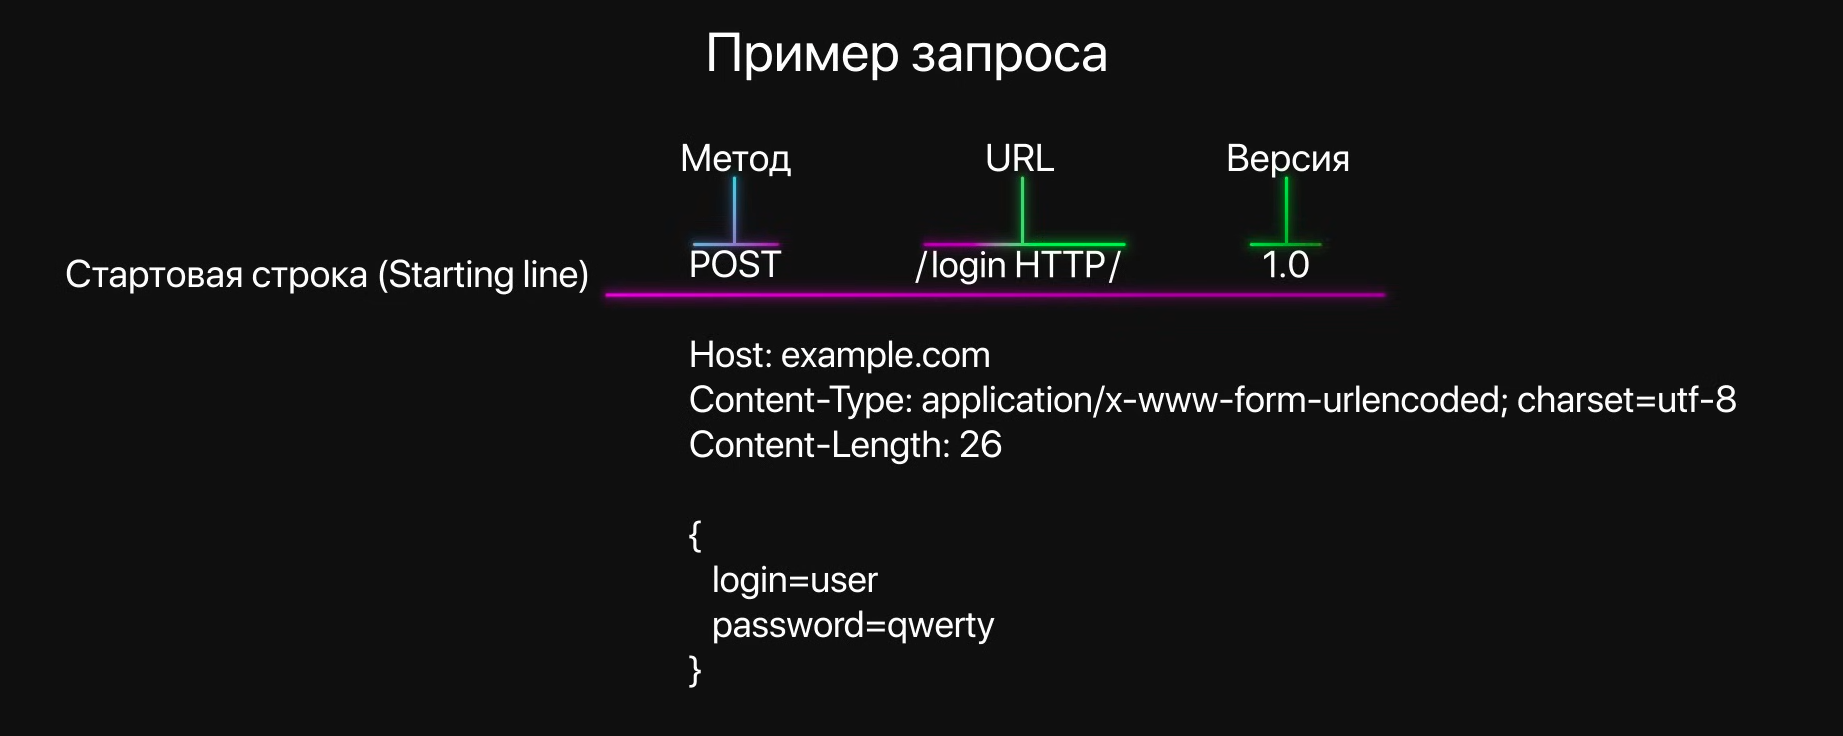 Пример запроса
Метод URL Версия
Стартовая строка (Starting line) POST /login HTTP/ 1.0
Host: example.com
Content-Type: application/x-www-form-urlencoded; charset=utf-8
Content-Length: 26
{
login=user
password=qwerty
}